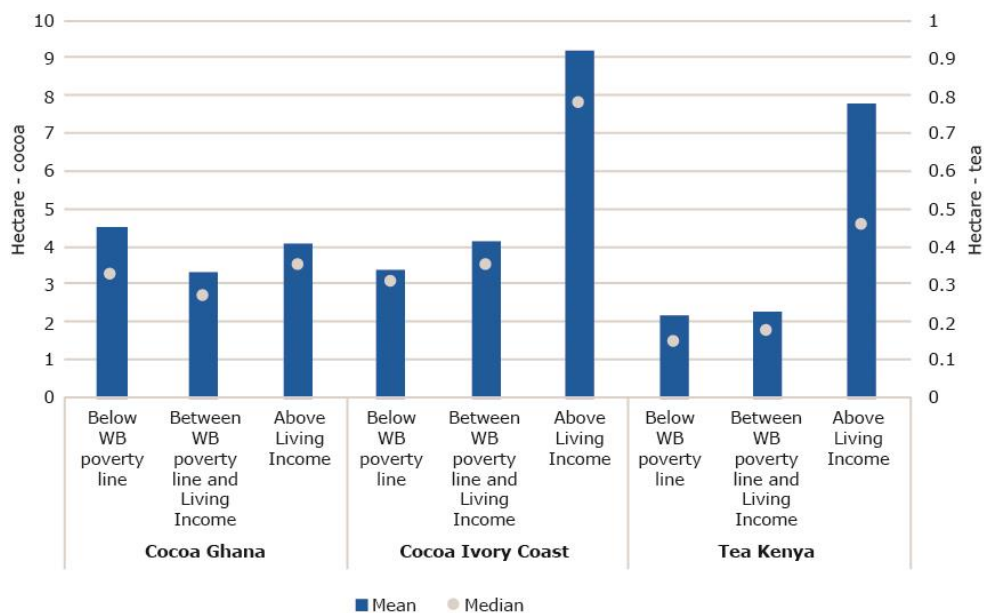 10
9
8
7
6
5
4
3
2
1
0
Hectare - cocoa
1
0.9
0.8
0.7
0.6
0.5
0.4
0.3
0.2
0.1
0
Hectare - tea
Below
WB
poverty
line
Between
WB
poverty
line and
Living
Income
Above
Living
Income
Below
WB
poverty
line
Between
WB
poverty
line and
Living
Income
Above
Living
Income
Below
WB
poverty
line
Between
WB
poverty
line and
Living
Income
Above
Living
Income
Cocoa Ghana
Cocoa Ivory Coast
Tea Kenya
Mean
Median